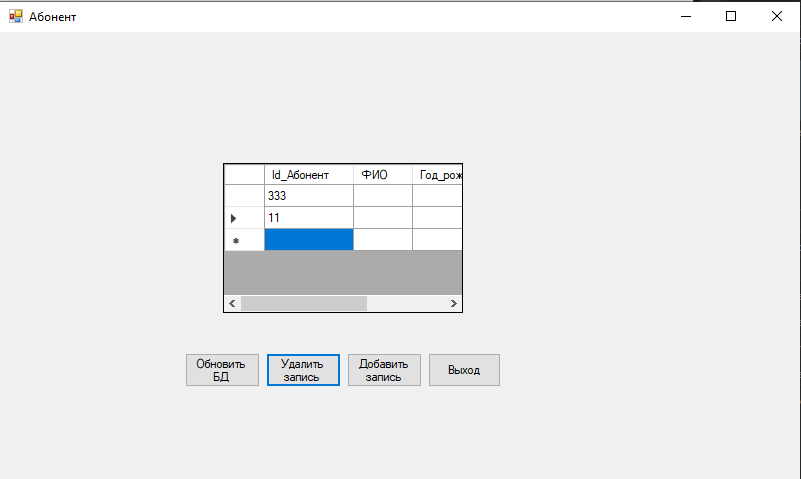 Абонент
Id_Абонент ФИО Год_рож
333
11
Обновить БД
Удалить запись
Добавить запись
Выход